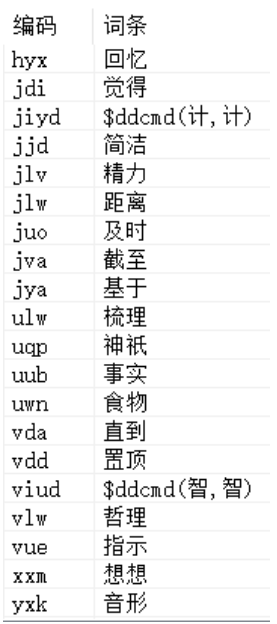 编码 词条
hyx 回忆
jdi 觉得
jiyd $ddcmd(计,计)
jjd 简洁
jlv 精力
jlw 距离
juo 及时
jva 截至
jya 基于
ulw 梳理
uqp 神祇
uub 事实
uwn 食物
vda 直到
vdd 置顶
viud $ddcmd(智,智)
vlw 哲理
vue 指示
xxm 想想
yxk 音形